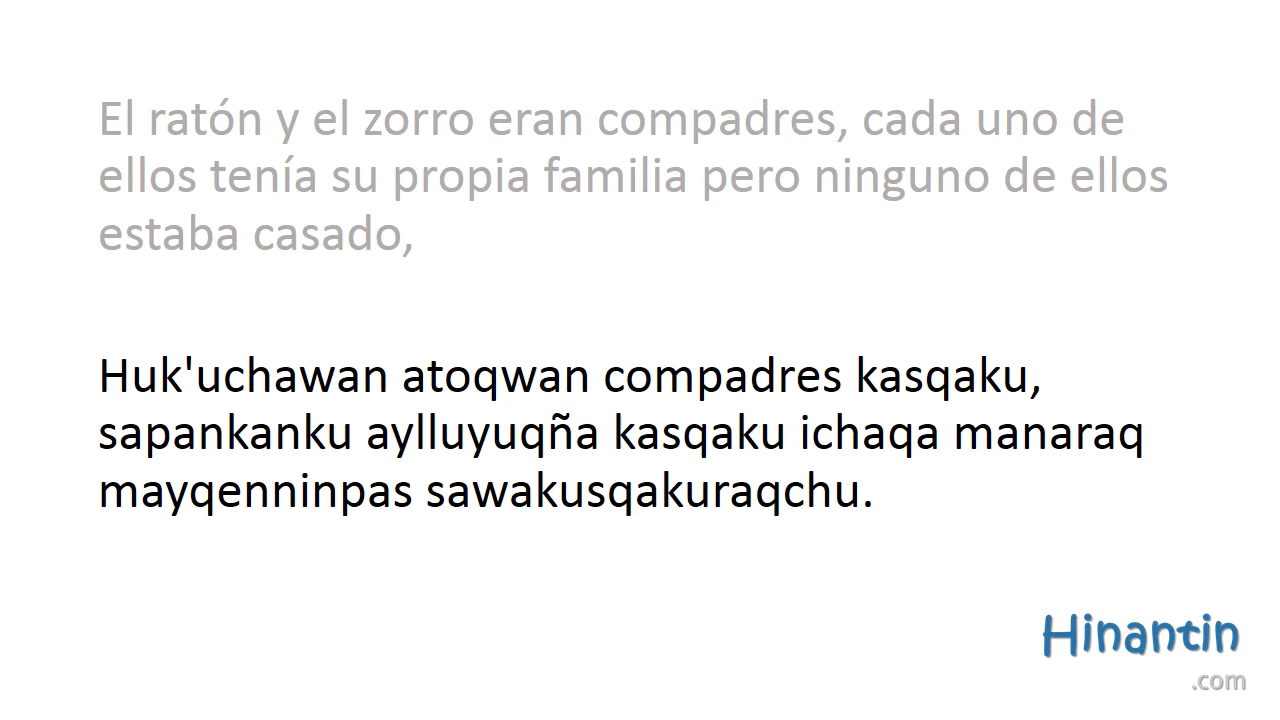 El ratón y el zorro eran compadres, cada uno de
ellos tenía su propia familia pero ninguno de ellos
estaba casado,
Huk'uchawan atoqwan compadres kasqaku,
sapankanku aylluyuqña kasqaku ichaqa manaraq
mayqenninpas sawakusqakuraqchu.
Hinantin
.com